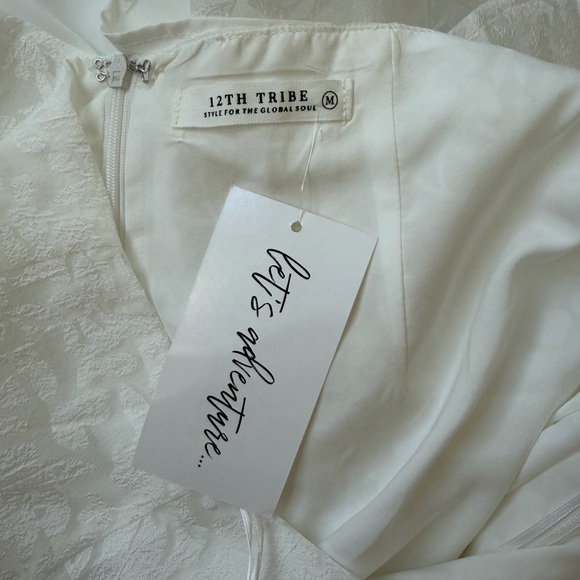 12TH TRIBE
STYLE FOR THE GLOBAL SOUL
M
let's adventure...